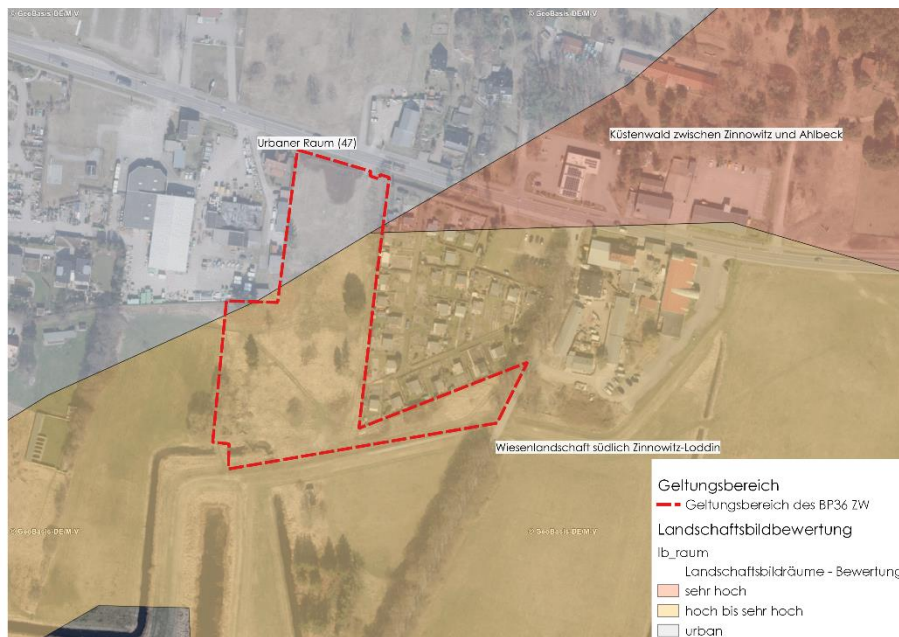 © GeoBasis-DE/M-V
© GeoBasis-DE/M-V
Urbaner Raum (47)
Küstenwald zwischen Zinnowitz und Ahlbeck
Wiesenlandschaft südlich Zinnowitz-Loddin
© GeoBasis-DE/M-V
© GeoBasis-DE/M-V
Geltungsbereich
Geltungsbereich des BP36 ZW
Landschaftsbildbewertung
lb_raum
Landschaftsbildräume - Bewertung
sehr hoch
hoch bis sehr hoch
urban